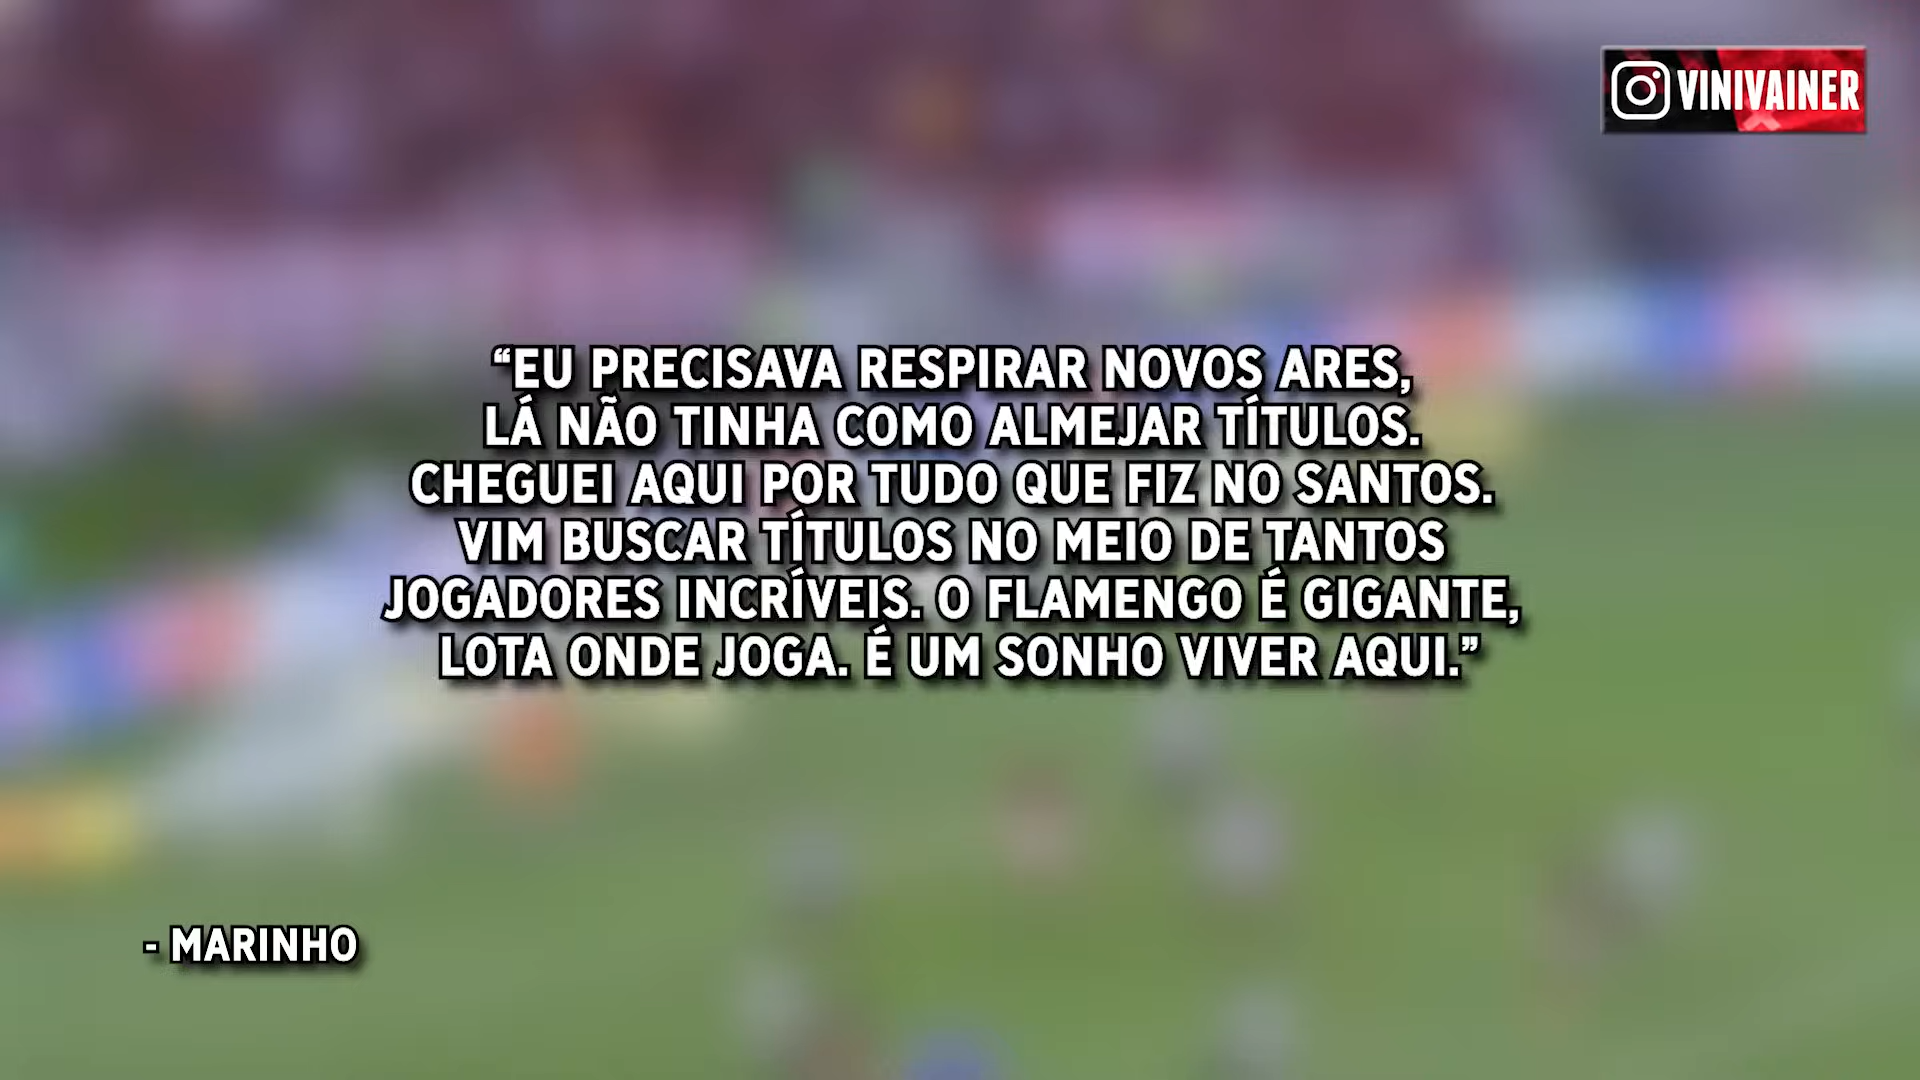 VINIVAINER
“EU PRECISAVA RESPIRAR NOVOS ARES,
LÁ NÃO TINHA COMO ALMEJAR TÍTULOS.
CHEGUEI AQUI POR TUDO QUE FIZ NO SANTOS.
VIM BUSCAR TÍTULOS NO MEIO DE TANTOS
JOGADORES INCRÍVEIS. O FLAMENGO É GIGANTE,
LOTA ONDE JOGA. É UM SONHO VIVER AQUI.”
- MARINHO